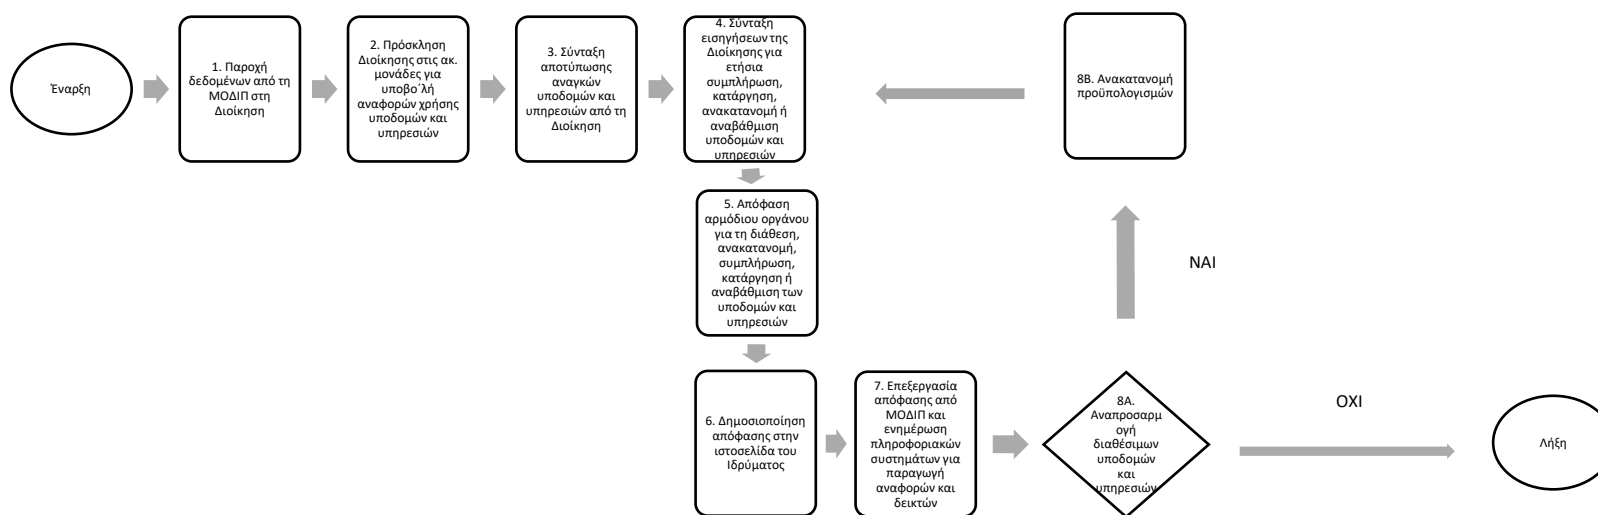 Έναρξη
1. Παροχή
δεδομένων από τη
ΜΟΔΙΠ στη
Διοίκηση
2. Πρόσκληση
Διοίκησης στις ακ.
μονάδες για
υποβο΄λή
αναφορών χρήσης
υποδομών και
υπηρεσιών
3. Σύνταξη
αποτύπωσης
αναγκών
υποδομών και
υπηρεσιών από τη
Διοίκηση
4. Σύνταξη
εισηγήσεων της
Διοίκησης για
ετήσια
συμπλήρωση,
κατάργηση,
ανακατανομή ή
αναβάθμιση
υποδομών και
υπηρεσιών
8Β. Ανακατανομή
προϋπολογισμών
5. Απόφαση
αρμόδιου οργάνου
για τη διάθεση,
ανακατανομή,
συμπλήρωση,
κατάργηση ή
αναβάθμιση των
υποδομών και
υπηρεσιών
ΝΑΙ
6. Δημοσιοποίηση
απόφασης στην
ιστοσελίδα του
Ιδρύματος
7. Επεξεργασία
απόφασης από
ΜΟΔΙΠ και
ενημέρωση
πληροφοριακών
συστημάτων για
παραγωγή
αναφορών και
δεικτών
8Α.
Αναπροσαρμ
ογή
διαθέσιμων
υποδομών
και
υπηρεσιών
ΟΧΙ
Λήξη